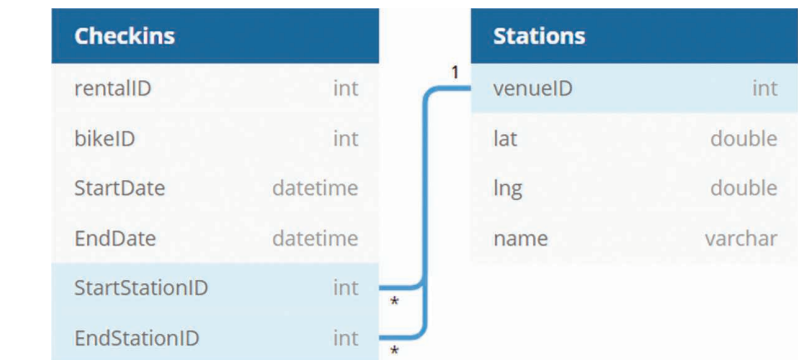 Checkins
rentalID int
bikeID int
StartDate datetime
EndDate datetime
StartStationID int
EndStationID int
*
*
1
Stations
venueID int
lat double
lng double
name varchar